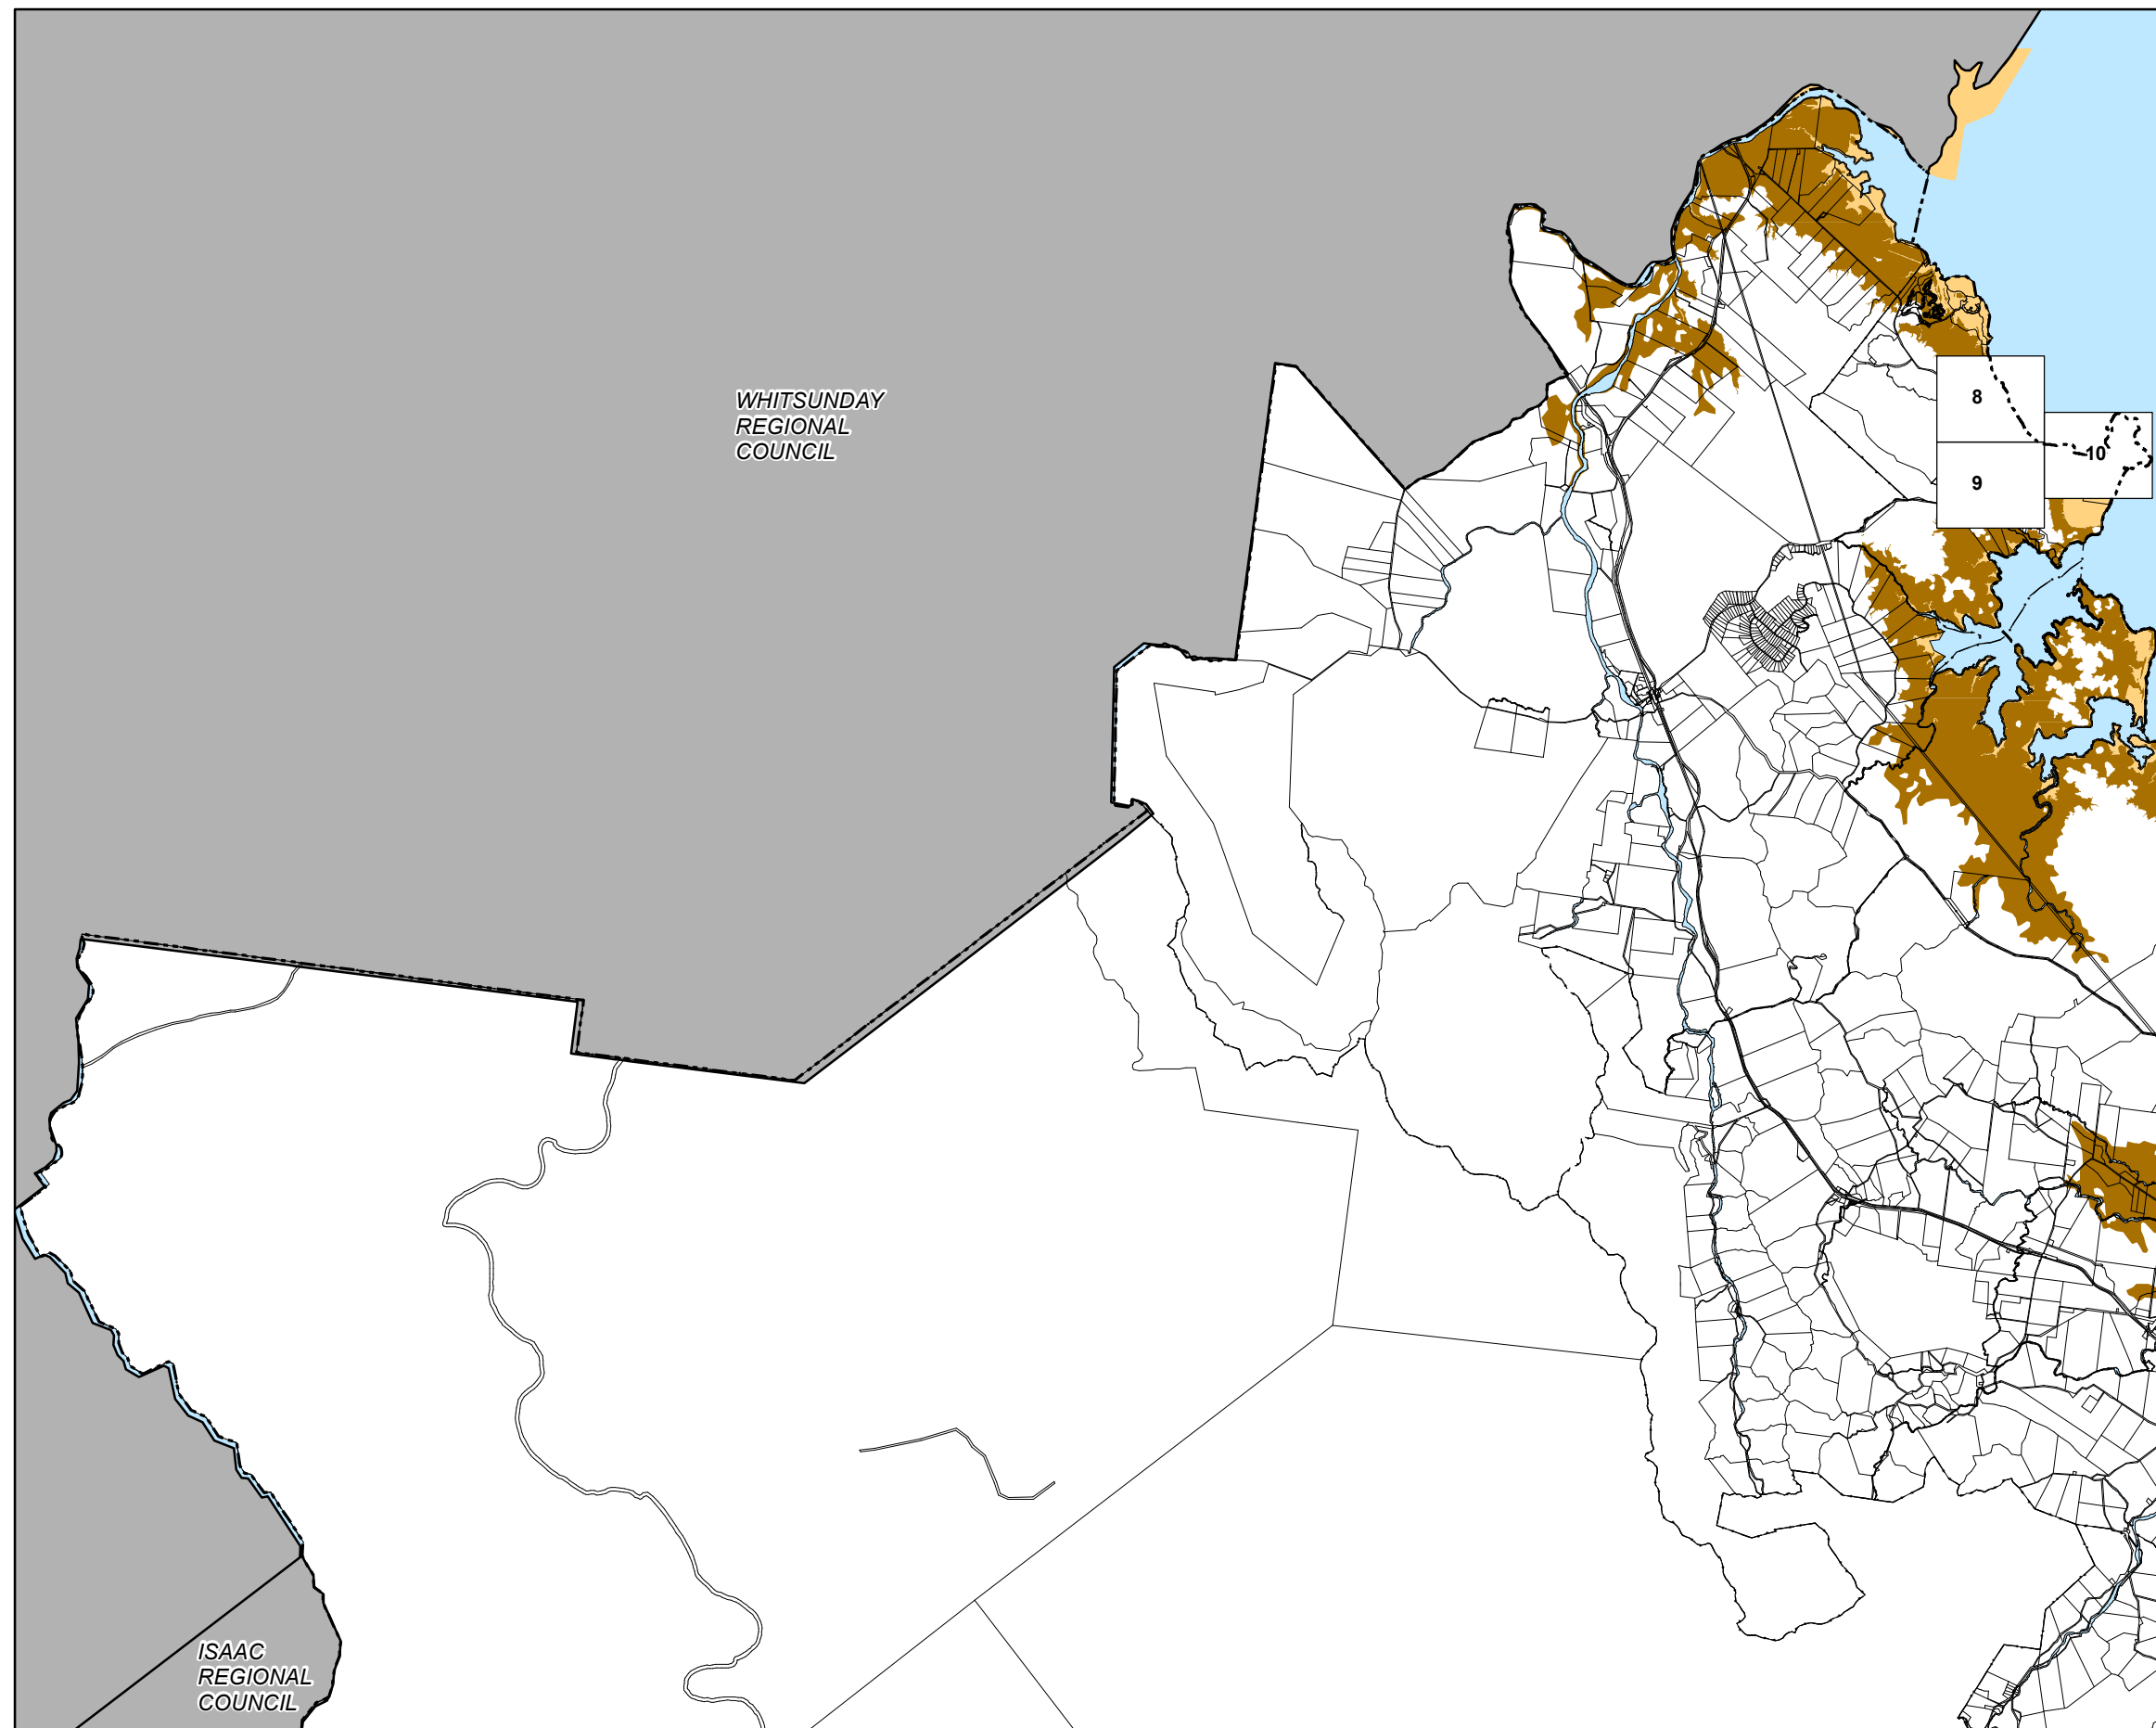 WHITSUNDAY
REGIONAL
COUNCIL
8
10
9
ISAAC
REGIONAL
COUNCIL